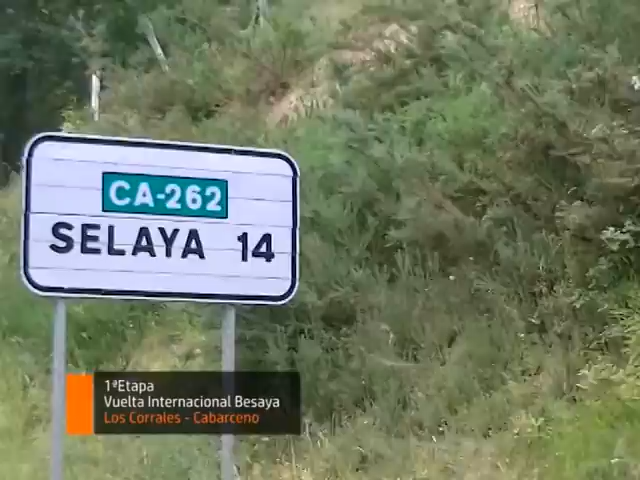 CA-262
SELAYA 14
1ªEtapa
Vuelta Internacional Besaya
Los Corrales - Cabarceno